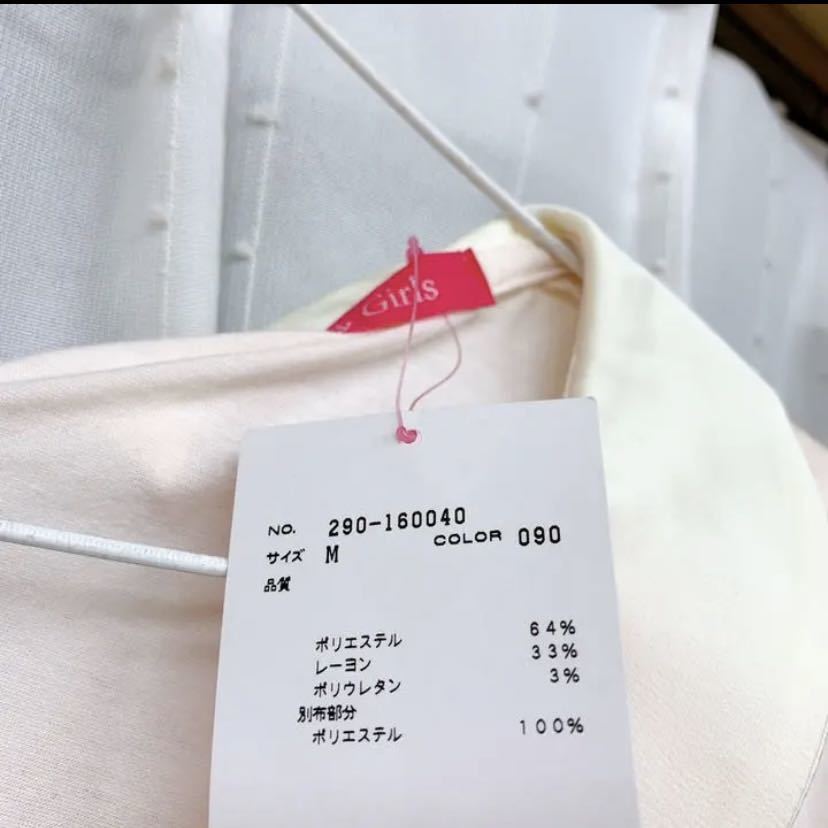 Girls
NO. 290-160040
サイズ M COLOR 090
品質
ポリエステル 64%
レーヨン 33%
ポリウレタン 3%
別布部分
ポリエステル 100%